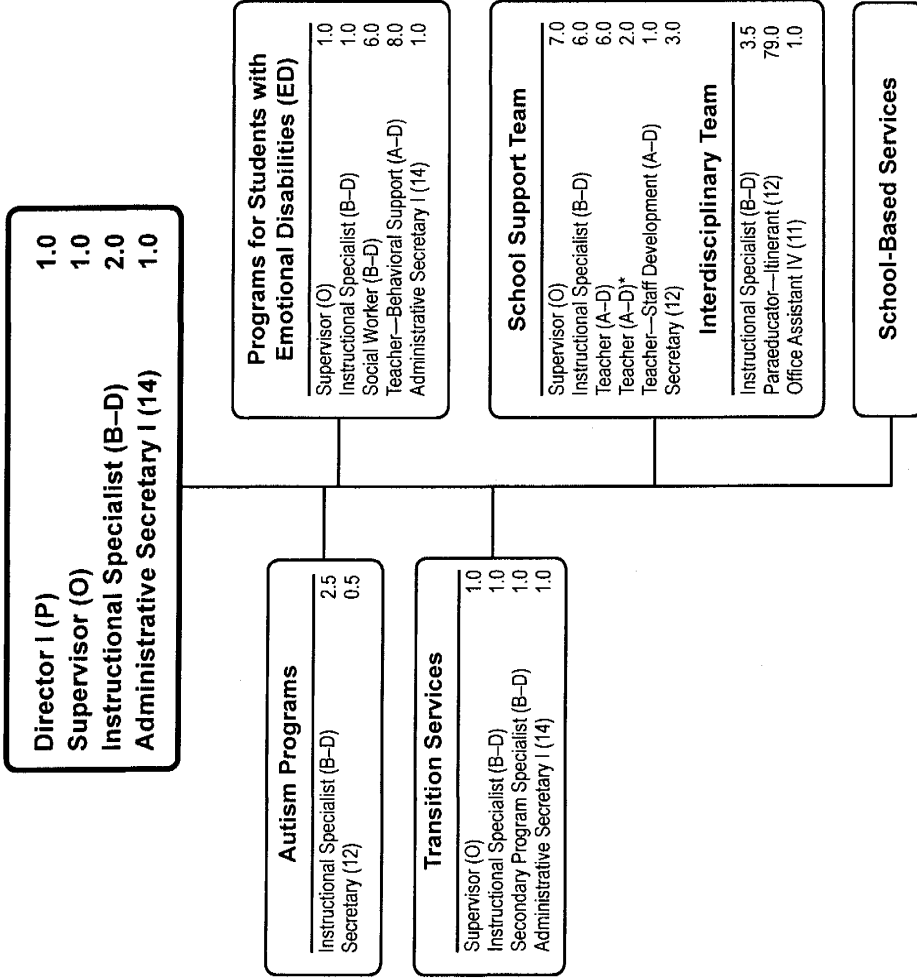 Director I (P) 1.0
Supervisor (O) 1.0
Instructional Specialist (B–D) 2.0
Administrative Secretary I (14) 1.0
Autism Programs
Instructional Specialist (B–D) 2.5
Secretary (12) 0.5
Programs for Students with
Emotional Disabilities (ED)
Supervisor (O) 1.0
Instructional Specialist (B–D) 1.0
Social Worker (B–D) 6.0
Teacher—Behavioral Support (A–D) 8.0
Administrative Secretary I (14) 1.0
Transition Services
Supervisor (O) 1.0
Instructional Specialist (B–D) 1.0
Secondary Program Specialist (B–D) 1.0
Administrative Secretary I (14) 1.0
School Support Team
Supervisor (O) 7.0
Instructional Specialist (B–D) 6.0
Teacher (A–D) 6.0
Teacher (A–D)* 2.0
Teacher—Staff Development (A–D) 1.0
Secretary (12) 3.0
Interdisciplinary Team
Instructional Specialist (B–D) 3.5
Paraeducator—Itinerant (12) 79.0
Office Assistant IV (11) 1.0
School-Based Services